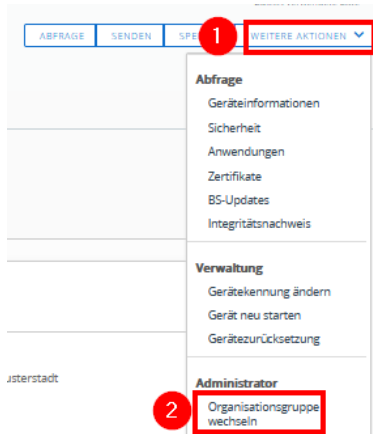 ABFRAGE SENDEN SPE 1 WEITERE AKTIONEN
Abfrage
Geräteinformationen
Sicherheit
Anwendungen
Zertifikate
BS-Updates
Integritätsnachweis
Verwaltung
Gerätekennung ändern
Gerät neu starten
Gerätezurücksetzung
usterstadt
Administrator
2 Organisationsgruppe
wechseln